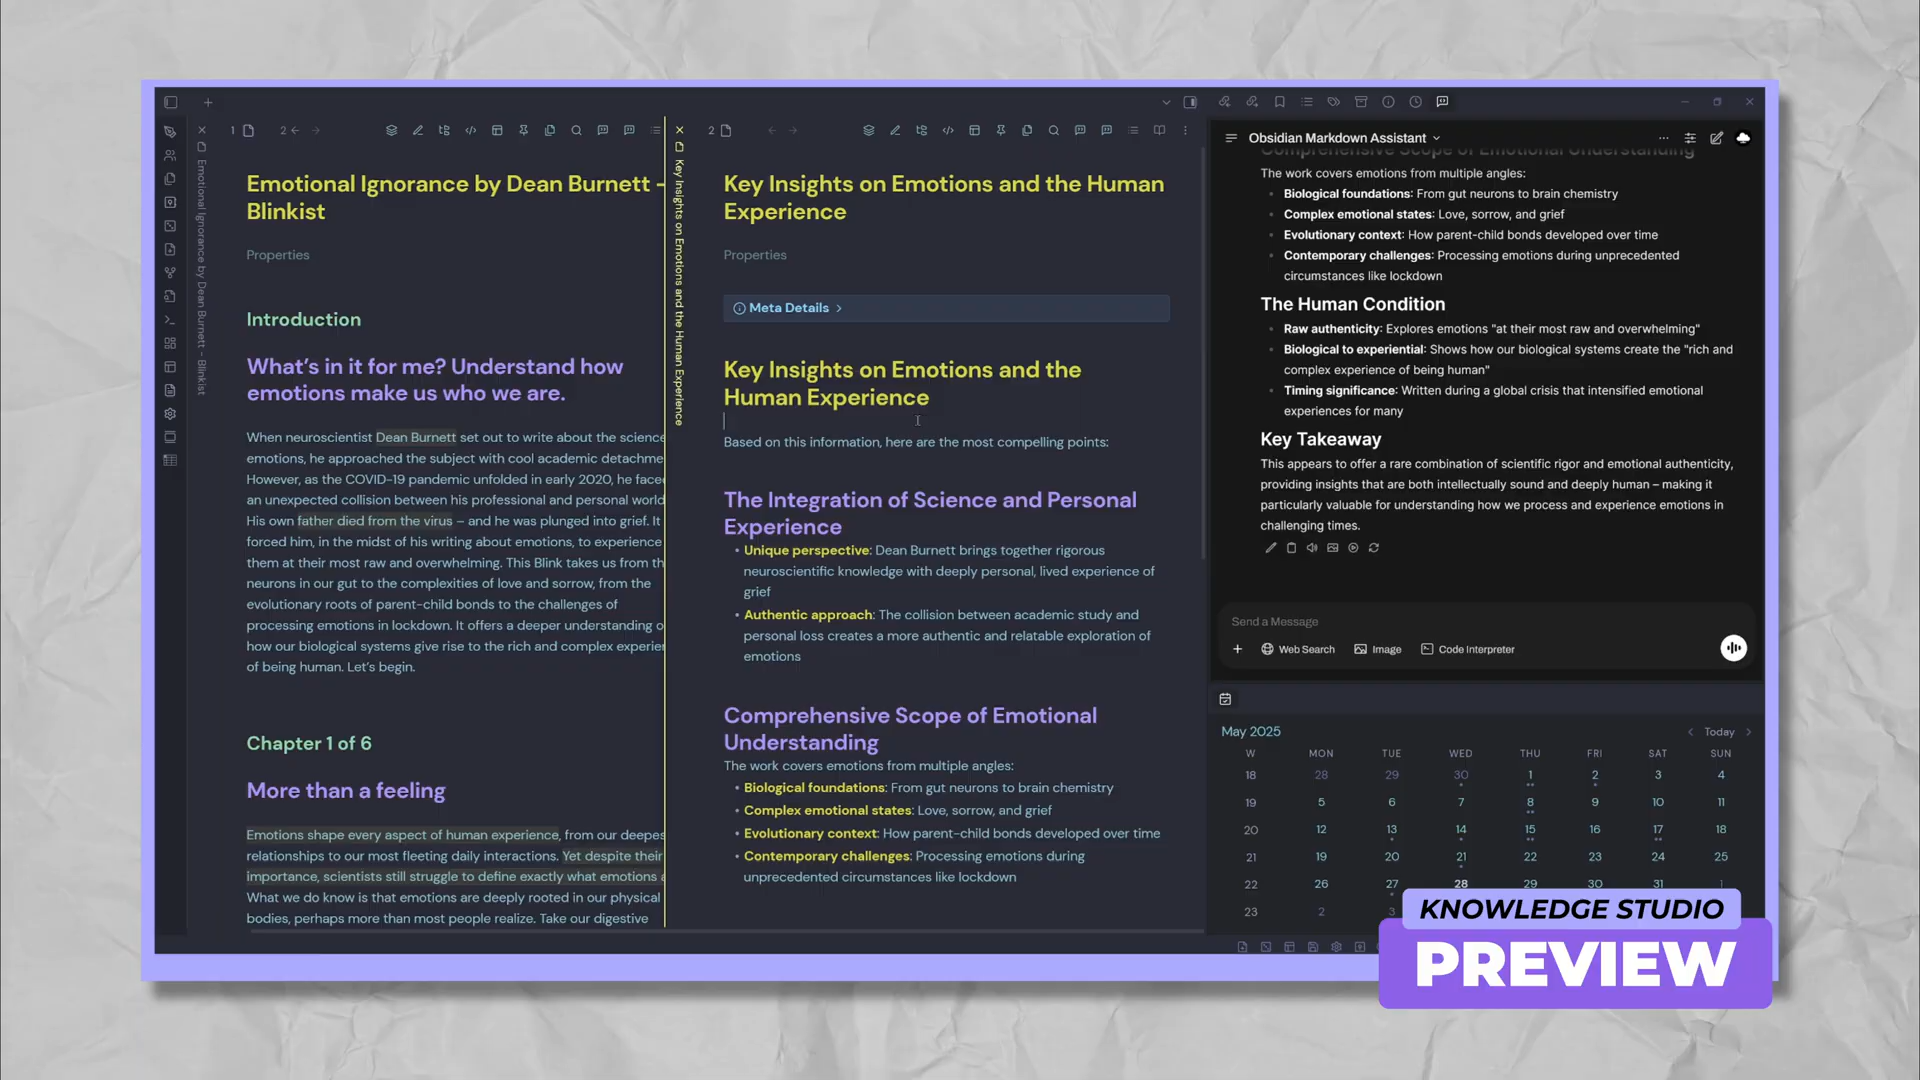 1
2
Emotional Ignorance by Dean Burnett - Blinkist
Emotional Ignorance by Dean Burnett -
Blinkist
Properties
Introduction
What's in it for me? Understand how
emotions make us who we are.
When neuroscientist Dean Burnett set out to write about the science
emotions, he approached the subject with cool academic detachme
However, as the COVID-19 pandemic unfolded in early 2020, he faced
an unexpected collision between his professional and personal world
His own father died from the virus – and he was plunged into grief. It
forced him, in the midst of his writing about emotions, to experience
them at their most raw and overwhelming. This Blink takes us from th
neurons in our gut to the complexities of love and sorrow, from the
evolutionary roots of parent-child bonds to the challenges of
processing emotions in lockdown. It offers a deeper understanding o
how our biological systems give rise to the rich and complex experier
of being human. Let's begin.
Chapter 1 of 6
More than a feeling
Emotions shape every aspect of human experience, from our deepes
relationships to our most fleeting daily interactions. Yet despite their
importance, scientists still struggle to define exactly what emotions a
What we do know is that emotions are deeply rooted in our physical
bodies, perhaps more than most people realize. Take our digestive
2
Key Insights on Emotions and the Human Experience
Key Insights on Emotions and the Human
Experience
Properties
Meta Details
Key Insights on Emotions and the
Human Experience
Based on this information, here are the most compelling points:
The Integration of Science and Personal
Experience
• Unique perspective: Dean Burnett brings together rigorous
neuroscientific knowledge with deeply personal, lived experience of
grief
• Authentic approach: The collision between academic study and
personal loss creates a more authentic and relatable exploration of
emotions
Comprehensive Scope of Emotional
Understanding
The work covers emotions from multiple angles:
• Biological foundations: From gut neurons to brain chemistry
• Complex emotional states: Love, sorrow, and grief
• Evolutionary context: How parent-child bonds developed over time
• Contemporary challenges: Processing emotions during
unprecedented circumstances like lockdown
Obsidian Markdown Assistant
Comprehensive Scope of Emotional Understanding
The work covers emotions from multiple angles:
• Biological foundations: From gut neurons to brain chemistry
• Complex emotional states: Love, sorrow, and grief
• Evolutionary context: How parent-child bonds developed over time
• Contemporary challenges: Processing emotions during unprecedented
circumstances like lockdown
The Human Condition
• Raw authenticity: Explores emotions "at their most raw and overwhelming"
• Biological to experiential: Shows how our biological systems create the "rich and
complex experience of being human"
• Timing significance: Written during a global crisis that intensified emotional
experiences for many
Key Takeaway
This appears to offer a rare combination of scientific rigor and emotional authenticity,
providing insights that are both intellectually sound and deeply human – making it
particularly valuable for understanding how we process and experience emotions in
challenging times.
Send a Message
Web Search Image Code Interpreter
May 2025 Today
W MON TUE WED THU FRI SAT SUN
18 28 29 30 1 2 3 4
19 5 6 7 8 9 10 11
20 12 13 14 15 16 17 18
21 19 20 21 22 23 24 25
22 26 27 28 29 30 31 1
23 2 3
KNOWLEDGE STUDIO
PREVIEW